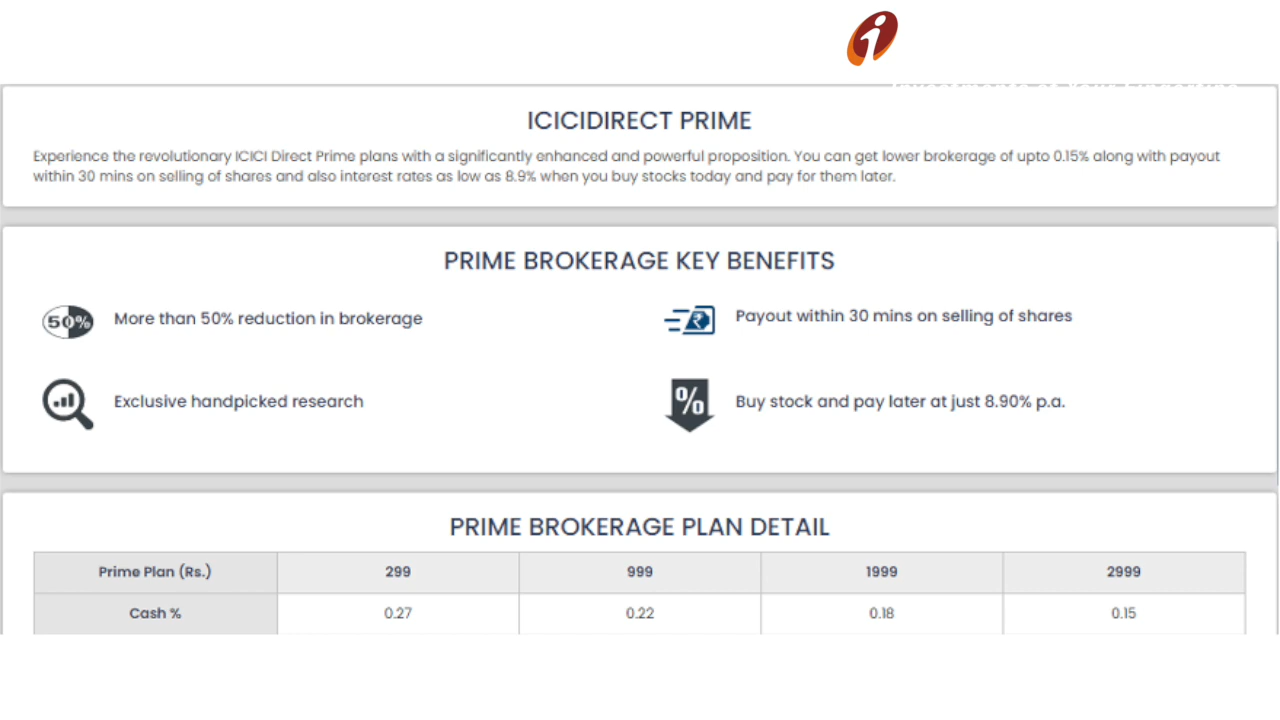 ICICIDIRECT PRIME
Experience the revolutionary ICICI Direct Prime plans with a significantly enhanced and powerful proposition. You can get lower brokerage of upto 0.15% along with payout
within 30 mins on selling of shares and also interest rates as low as 8.9% when you buy stocks today and pay for them later.
PRIME BROKERAGE KEY BENEFITS
50% More than 50% reduction in brokerage
Payout within 30 mins on selling of shares
Exclusive handpicked research
% Buy stock and pay later at just 8.90% p.a.
PRIME BROKERAGE PLAN DETAIL
Prime Plan (Rs.) 299 999 1999 2999
Cash % 0.27 0.22 0.18 0.15